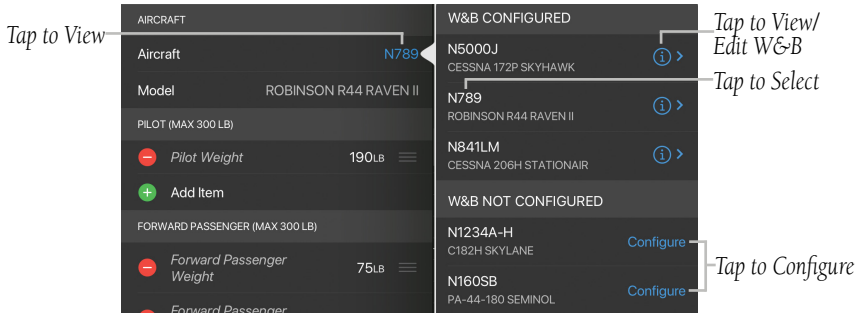 Tap to View
AIRCRAFT
Aircraft N789
Model ROBINSON R44 RAVEN II
PILOT (MAX 300 LB)
Pilot Weight 190LB
Add Item
FORWARD PASSENGER (MAX 300 LB)
Forward Passenger
Weight 75LB
Forward Passenger
W&B CONFIGURED
N5000J
CESSNA 172P SKYHAWK
N789
ROBINSON R44 RAVEN II
N841LM
CESSNA 206H STATIONAIR
W&B NOT CONFIGURED
N1234A-H
C182H SKYLANE
Configure
N160SB
PA-44-180 SEMINOL
Configure
Tap to View/
Edit W&B
Tap to Select
Tap to Configure